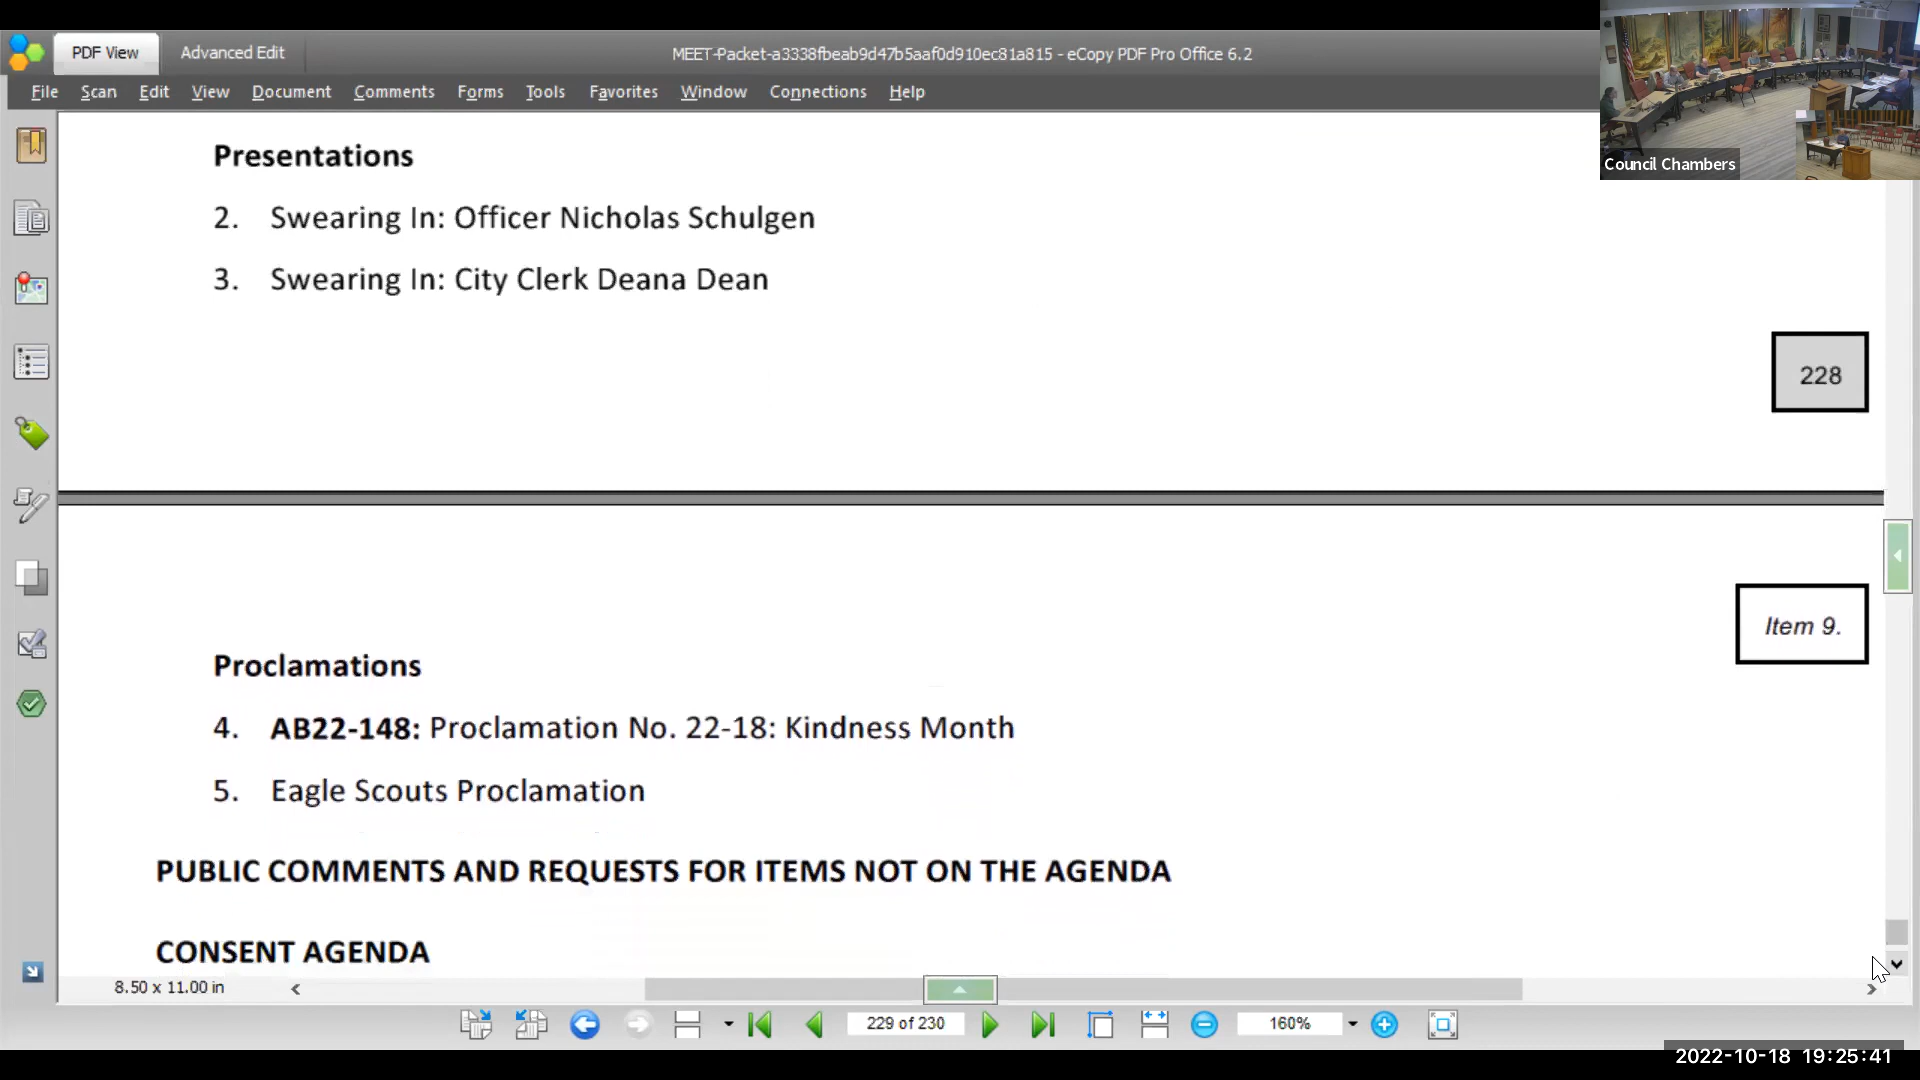 PDF View
Advanced Edit
MEET-Packet-a3338fbeab9d47b5aaf0d910ec81a815 - eCopy PDF Pro Office 6.2
File Scan Edit View Document Comments Forms Tools Favorites Window Connections Help
Council Chambers
Presentations
2. Swearing In: Officer Nicholas Schulgen
3. Swearing In: City Clerk Deana Dean
228
Item 9.
Proclamations
4. AB22-148: Proclamation No. 22-18: Kindness Month
5. Eagle Scouts Proclamation
PUBLIC COMMENTS AND REQUESTS FOR ITEMS NOT ON THE AGENDA
CONSENT AGENDA
8.50 x 11.00 in
229 of 230
160%
2022-10-18 19:25:41